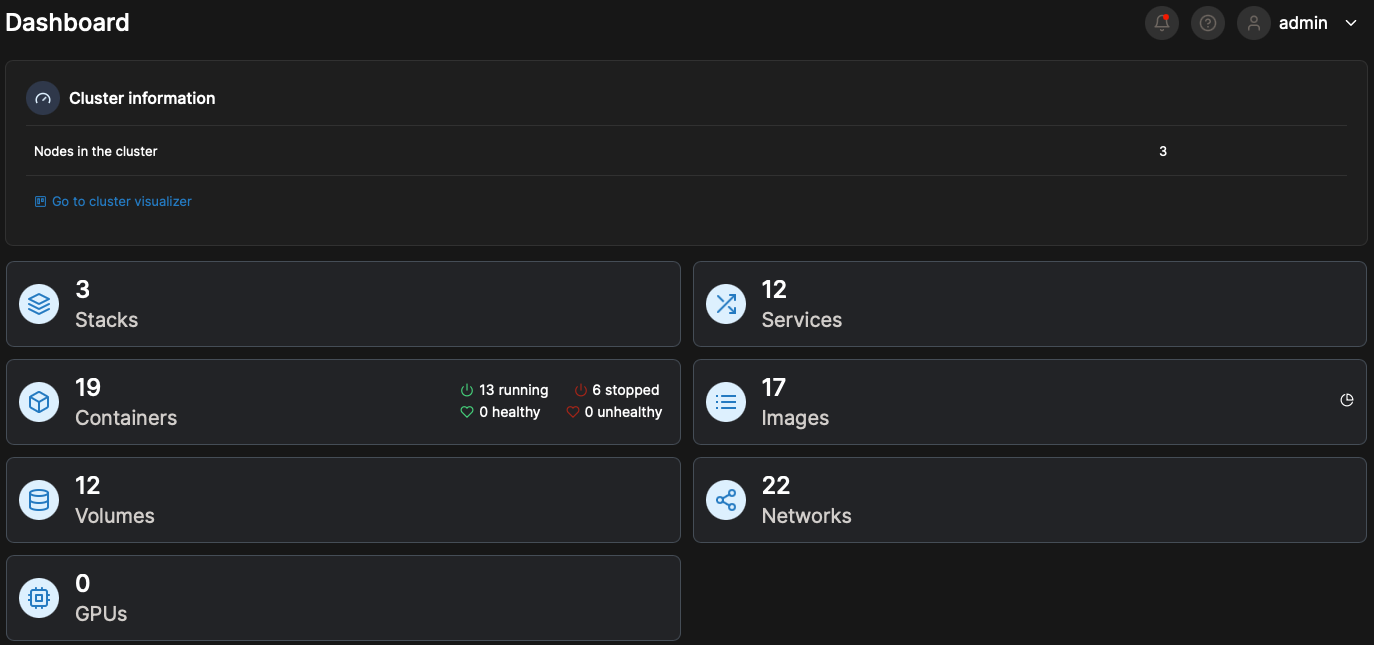 Dashboard
admin
Cluster information
Nodes in the cluster 3
Go to cluster visualizer
3
Stacks
12
Services
19
Containers
13 running 6 stopped
0 healthy 0 unhealthy
17
Images
12
Volumes
22
Networks
0
GPUs